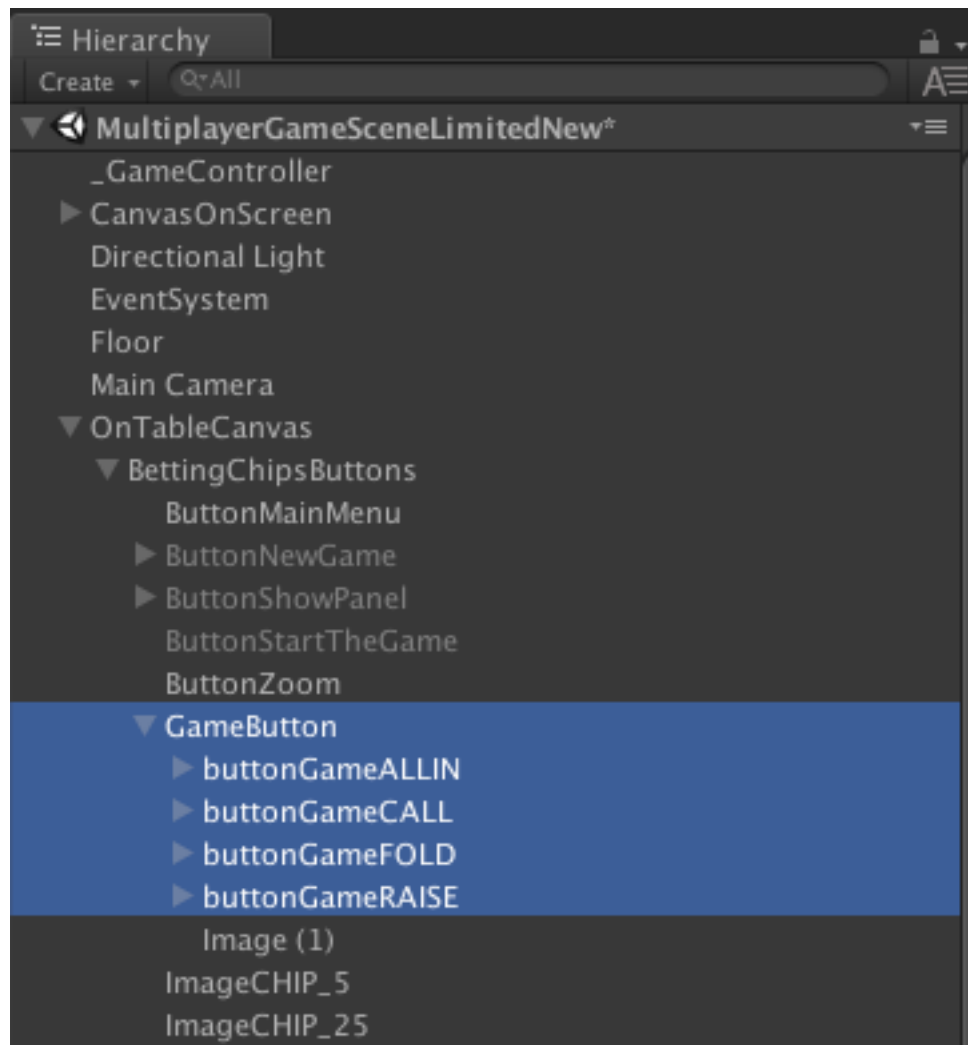 Hierarchy
Create All
MultiplayerGameSceneLimitedNew*
_GameController
CanvasOnScreen
Directional Light
EventSystem
Floor
Main Camera
OnTableCanvas
BettingChipsButtons
ButtonMainMenu
ButtonNewGame
ButtonShowPanel
ButtonStartTheGame
ButtonZoom
GameButton
buttonGameALLIN
buttonGameCALL
buttonGameFOLD
buttonGameRAISE
Image (1)
ImageCHIP_5
ImageCHIP_25